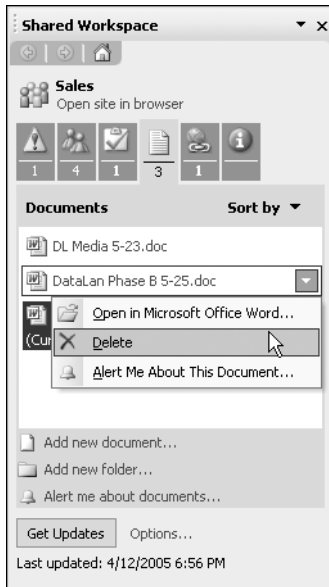 Shared Workspace
Sales
Open site in browser
1 4 1 3 1
Documents Sort by
DL Media 5-23.doc
DataLan Phase B 5-25.doc
Open in Microsoft Office Word...
(Cur
Delete
Alert Me About This Document...
Add new document...
Add new folder...
Alert me about documents...
Get Updates Options...
Last updated: 4/12/2005 6:56 PM